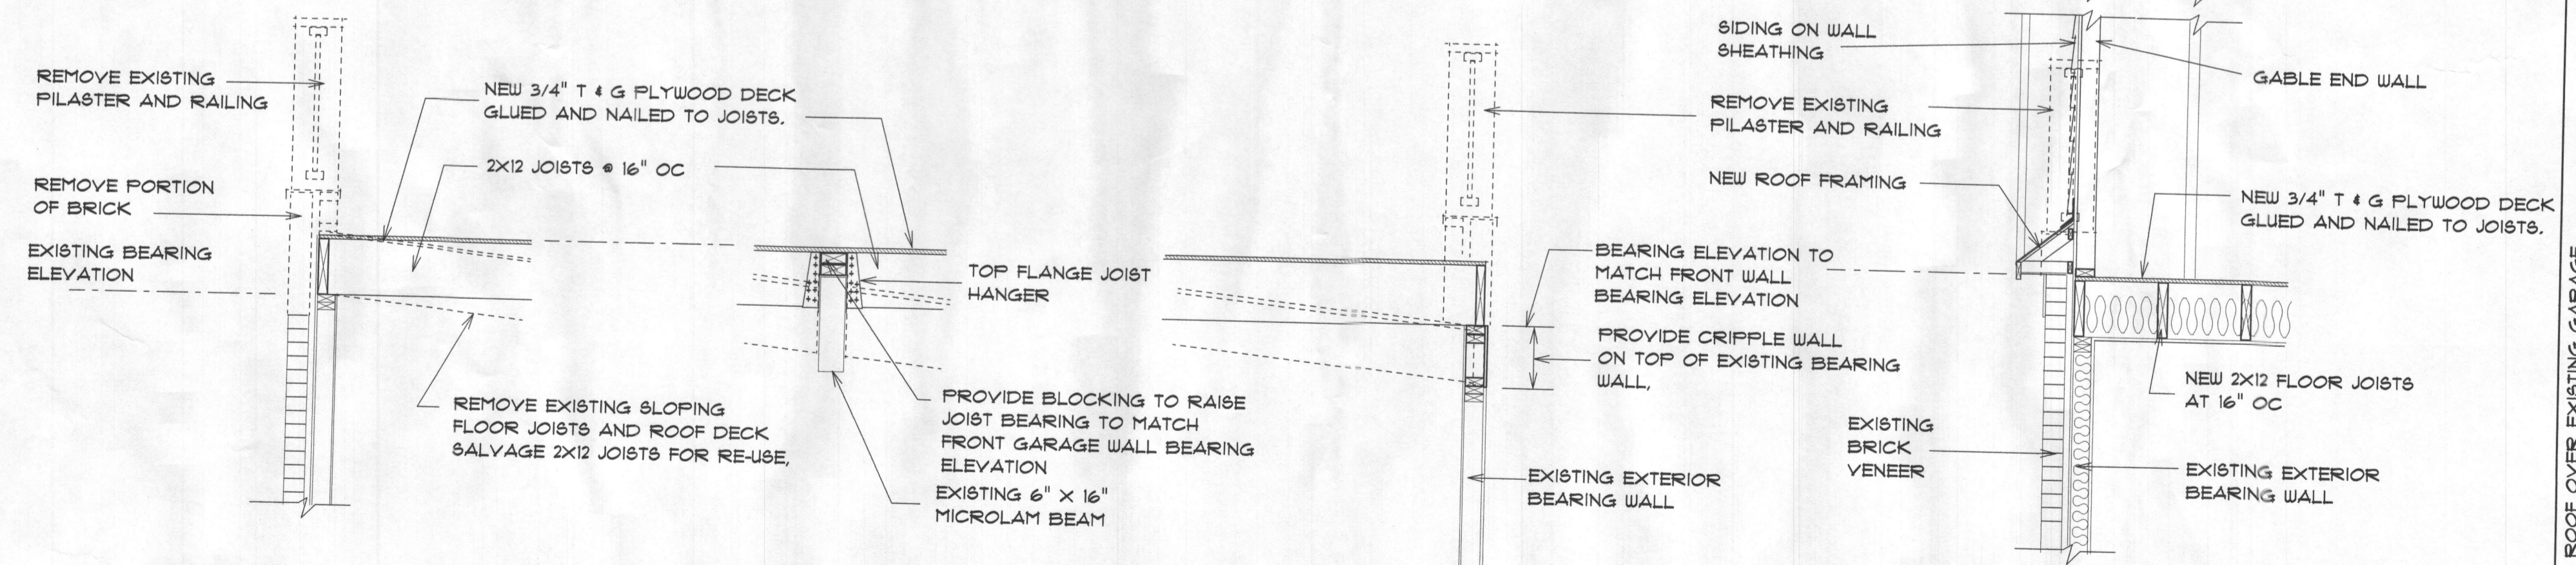 REMOVE EXISTING
PILASTER AND RAILING
REMOVE PORTION
OF BRICK
EXISTING BEARING
ELEVATION
NEW 3/4" T & G PLYWOOD DECK
GLUED AND NAILED TO JOISTS.
2X12 JOISTS @ 16" OC
REMOVE EXISTING SLOPING
FLOOR JOISTS AND ROOF DECK
SALVAGE 2X12 JOISTS FOR RE-USE,
TOP FLANGE JOIST
HANGER
PROVIDE BLOCKING TO RAISE
JOIST BEARING TO MATCH
FRONT GARAGE WALL BEARING
ELEVATION
EXISTING 6" X 16"
MICROLAM BEAM
SIDING ON WALL
SHEATHING
REMOVE EXISTING
PILASTER AND RAILING
NEW ROOF FRAMING
BEARING ELEVATION TO
MATCH FRONT WALL
BEARING ELEVATION
PROVIDE CRIPPLE WALL
ON TOP OF EXISTING BEARING
WALL,
EXISTING EXTERIOR
BEARING WALL
EXISTING
BRICK
VENEER
GABLE END WALL
NEW 3/4" T & G PLYWOOD DECK
GLUED AND NAILED TO JOISTS.
NEW 2X12 FLOOR JOISTS
AT 16" OC
EXISTING EXTERIOR
BEARING WALL
ROOF OVER EXISTING GARAGE